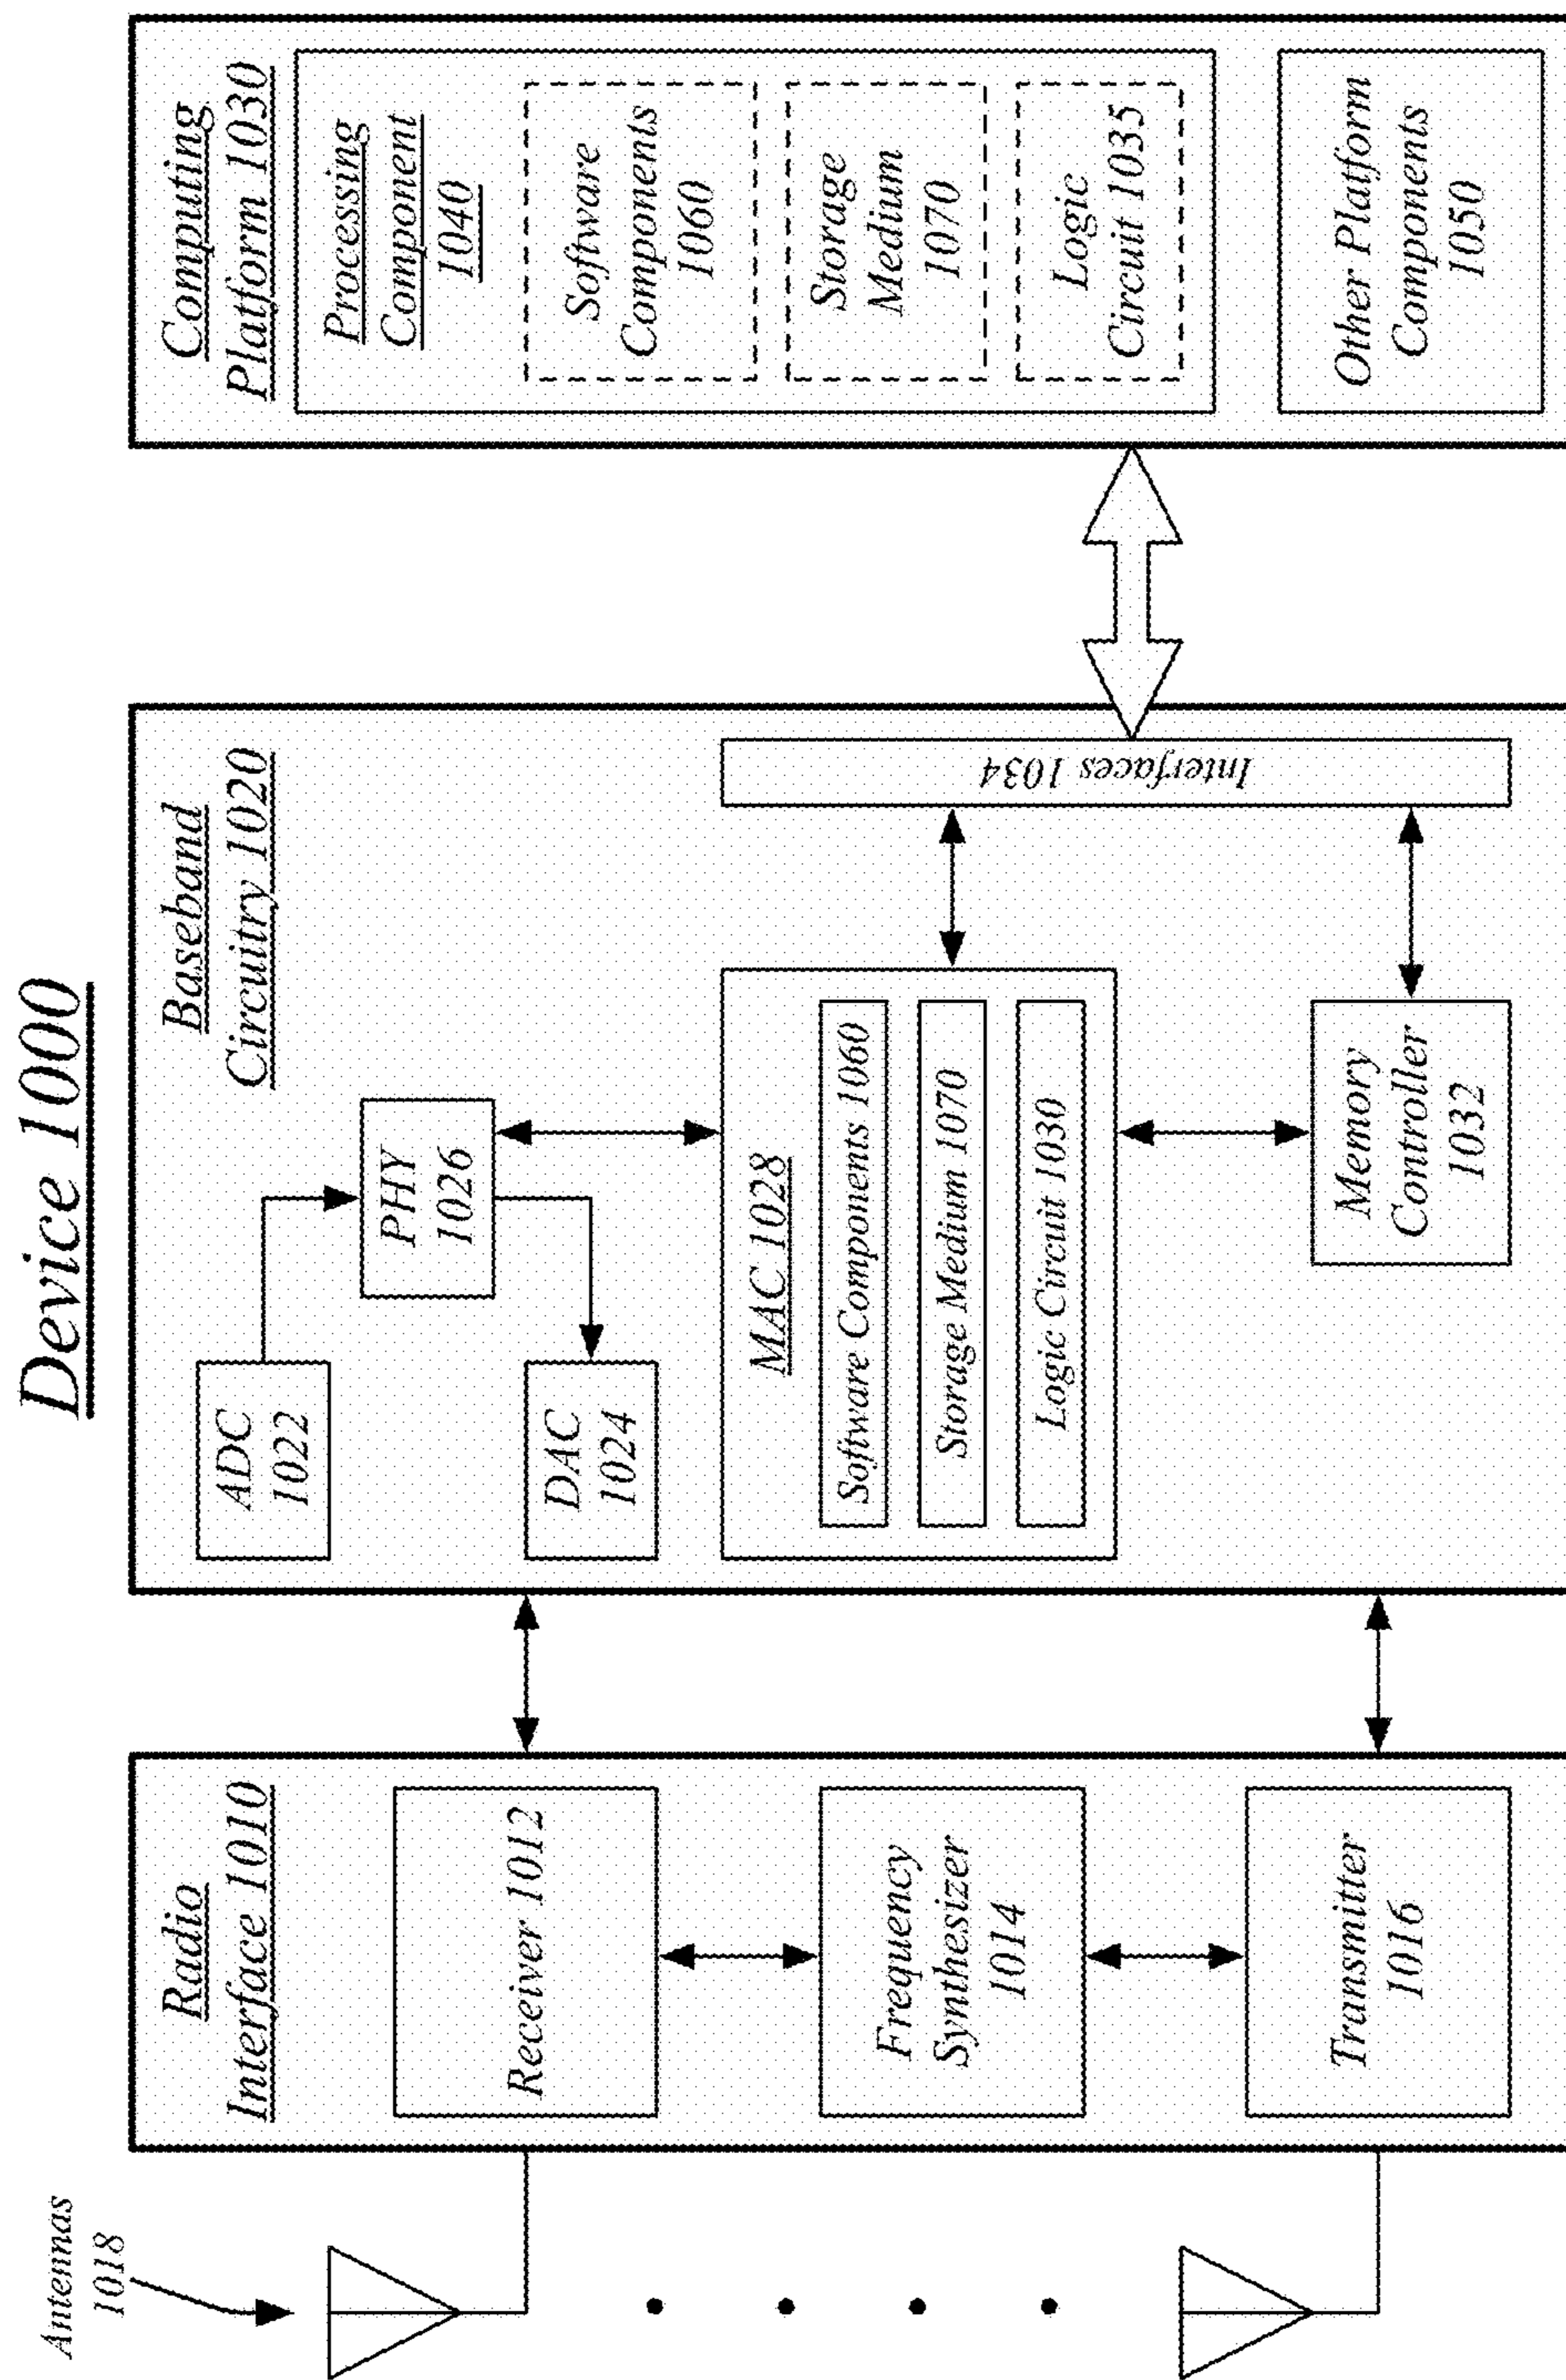 Device 1000
Antennas
1018
Radio
Interface 1010
Receiver 1012
Frequency
Synthesizer
1014
Transmitter
1016
Baseband
Circuitry 1020
ADC
1022
PHY
1026
DAC
1024
MAC 1028
Software Components 1060
Storage Medium 1070
Logic Circuit 1030
Memory
Controller
1032
Interfaces 1034
Computing
Platform 1030
Processing
Component
1040
Software
Components
1060
Storage
Medium
1070
Logic
Circuit 1035
Other Platform
Components
1050